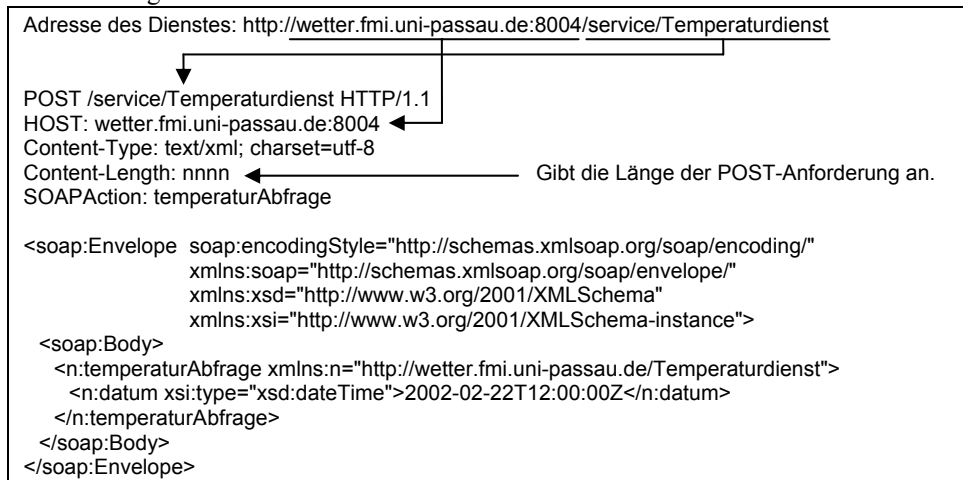 Adresse des Dienstes: http://wetter.fmi.uni-passau.de:8004/service/Temperaturdienst
POST /service/Temperaturdienst HTTP/1.1
HOST: wetter.fmi.uni-passau.de:8004
Content-Type: text/xml; charset=utf-8
Content-Length: nnnn Gibt die Länge der POST-Anforderung an.
SOAPAction: temperaturAbfrage
<soap:Envelope soap:encodingStyle="http://schemas.xmlsoap.org/soap/encoding/"
xmlns:soap="http://schemas.xmlsoap.org/soap/envelope/"
xmlns:xsd="http://www.w3.org/2001/XMLSchema"
xmlns:xsi="http://www.w3.org/2001/XMLSchema-instance">
<soap:Body>
<n:temperaturAbfrage xmlns:n="http://wetter.fmi.uni-passau.de/Temperaturdienst">
<n:datum xsi:type="xsd:dateTime">2002-02-22T12:00:00Z</n:datum>
</n:temperaturAbfrage>
</soap:Body>
</soap:Envelope>